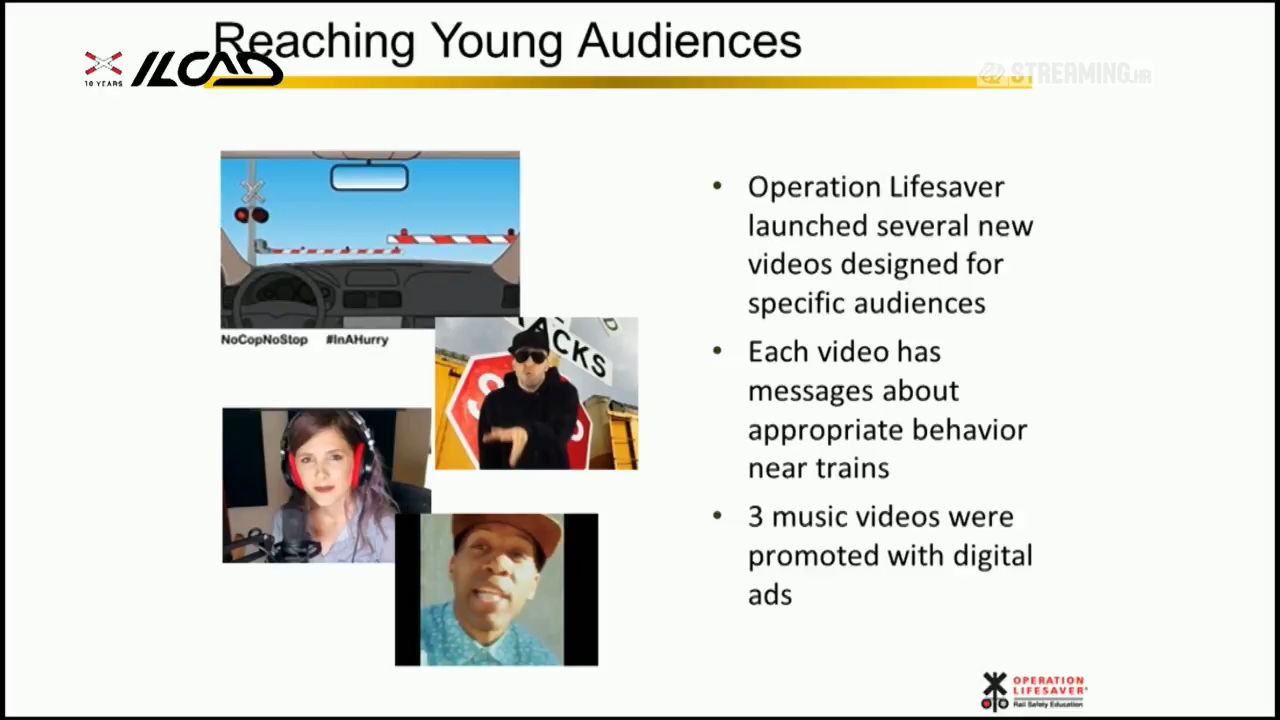 Reaching Young Audiences
10 YEARS
ILCAD
STREAMING.HR
NoCopNoStop #InAHurry
CKS
• Operation Lifesaver
launched several new
videos designed for
specific audiences
• Each video has
messages about
appropriate behavior
near trains
• 3 music videos were
promoted with digital
ads
OPERATION
LIFESAVER
Rail Safety Education